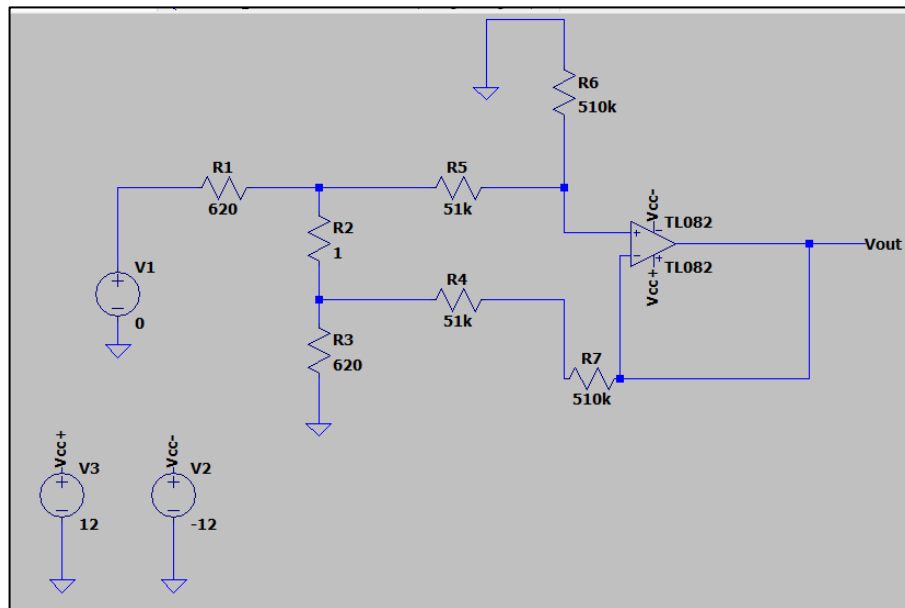 R6
510k
R1
620
R5
51k
R2
1
Vcc-
TL082
+
-
TL082
Vcc+
Vout
V1
+
-
0
R4
51k
R3
620
R7
510k
Vcc+
V3
+
-
12
Vcc-
V2
+
-
-12